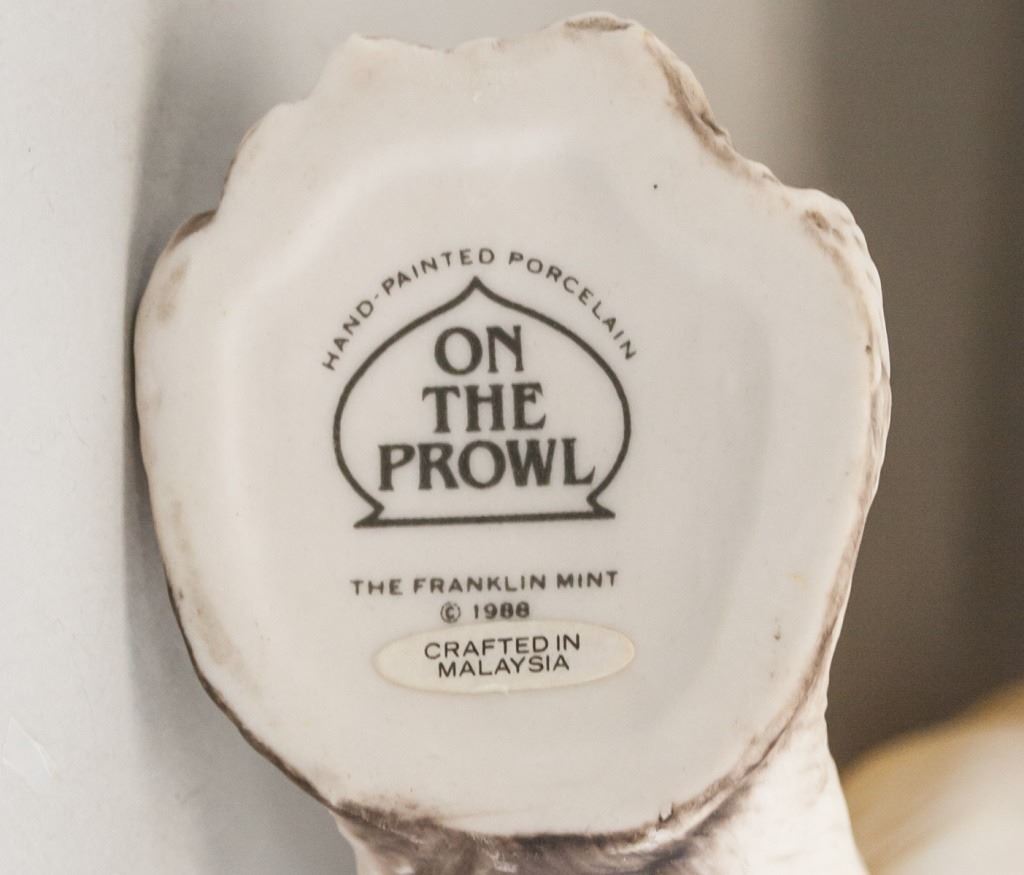 HAND-PAINTED PORCELAIN
ON
THE
PROWL
THE FRANKLIN MINT
© 1988
CRAFTED IN
MALAYSIA